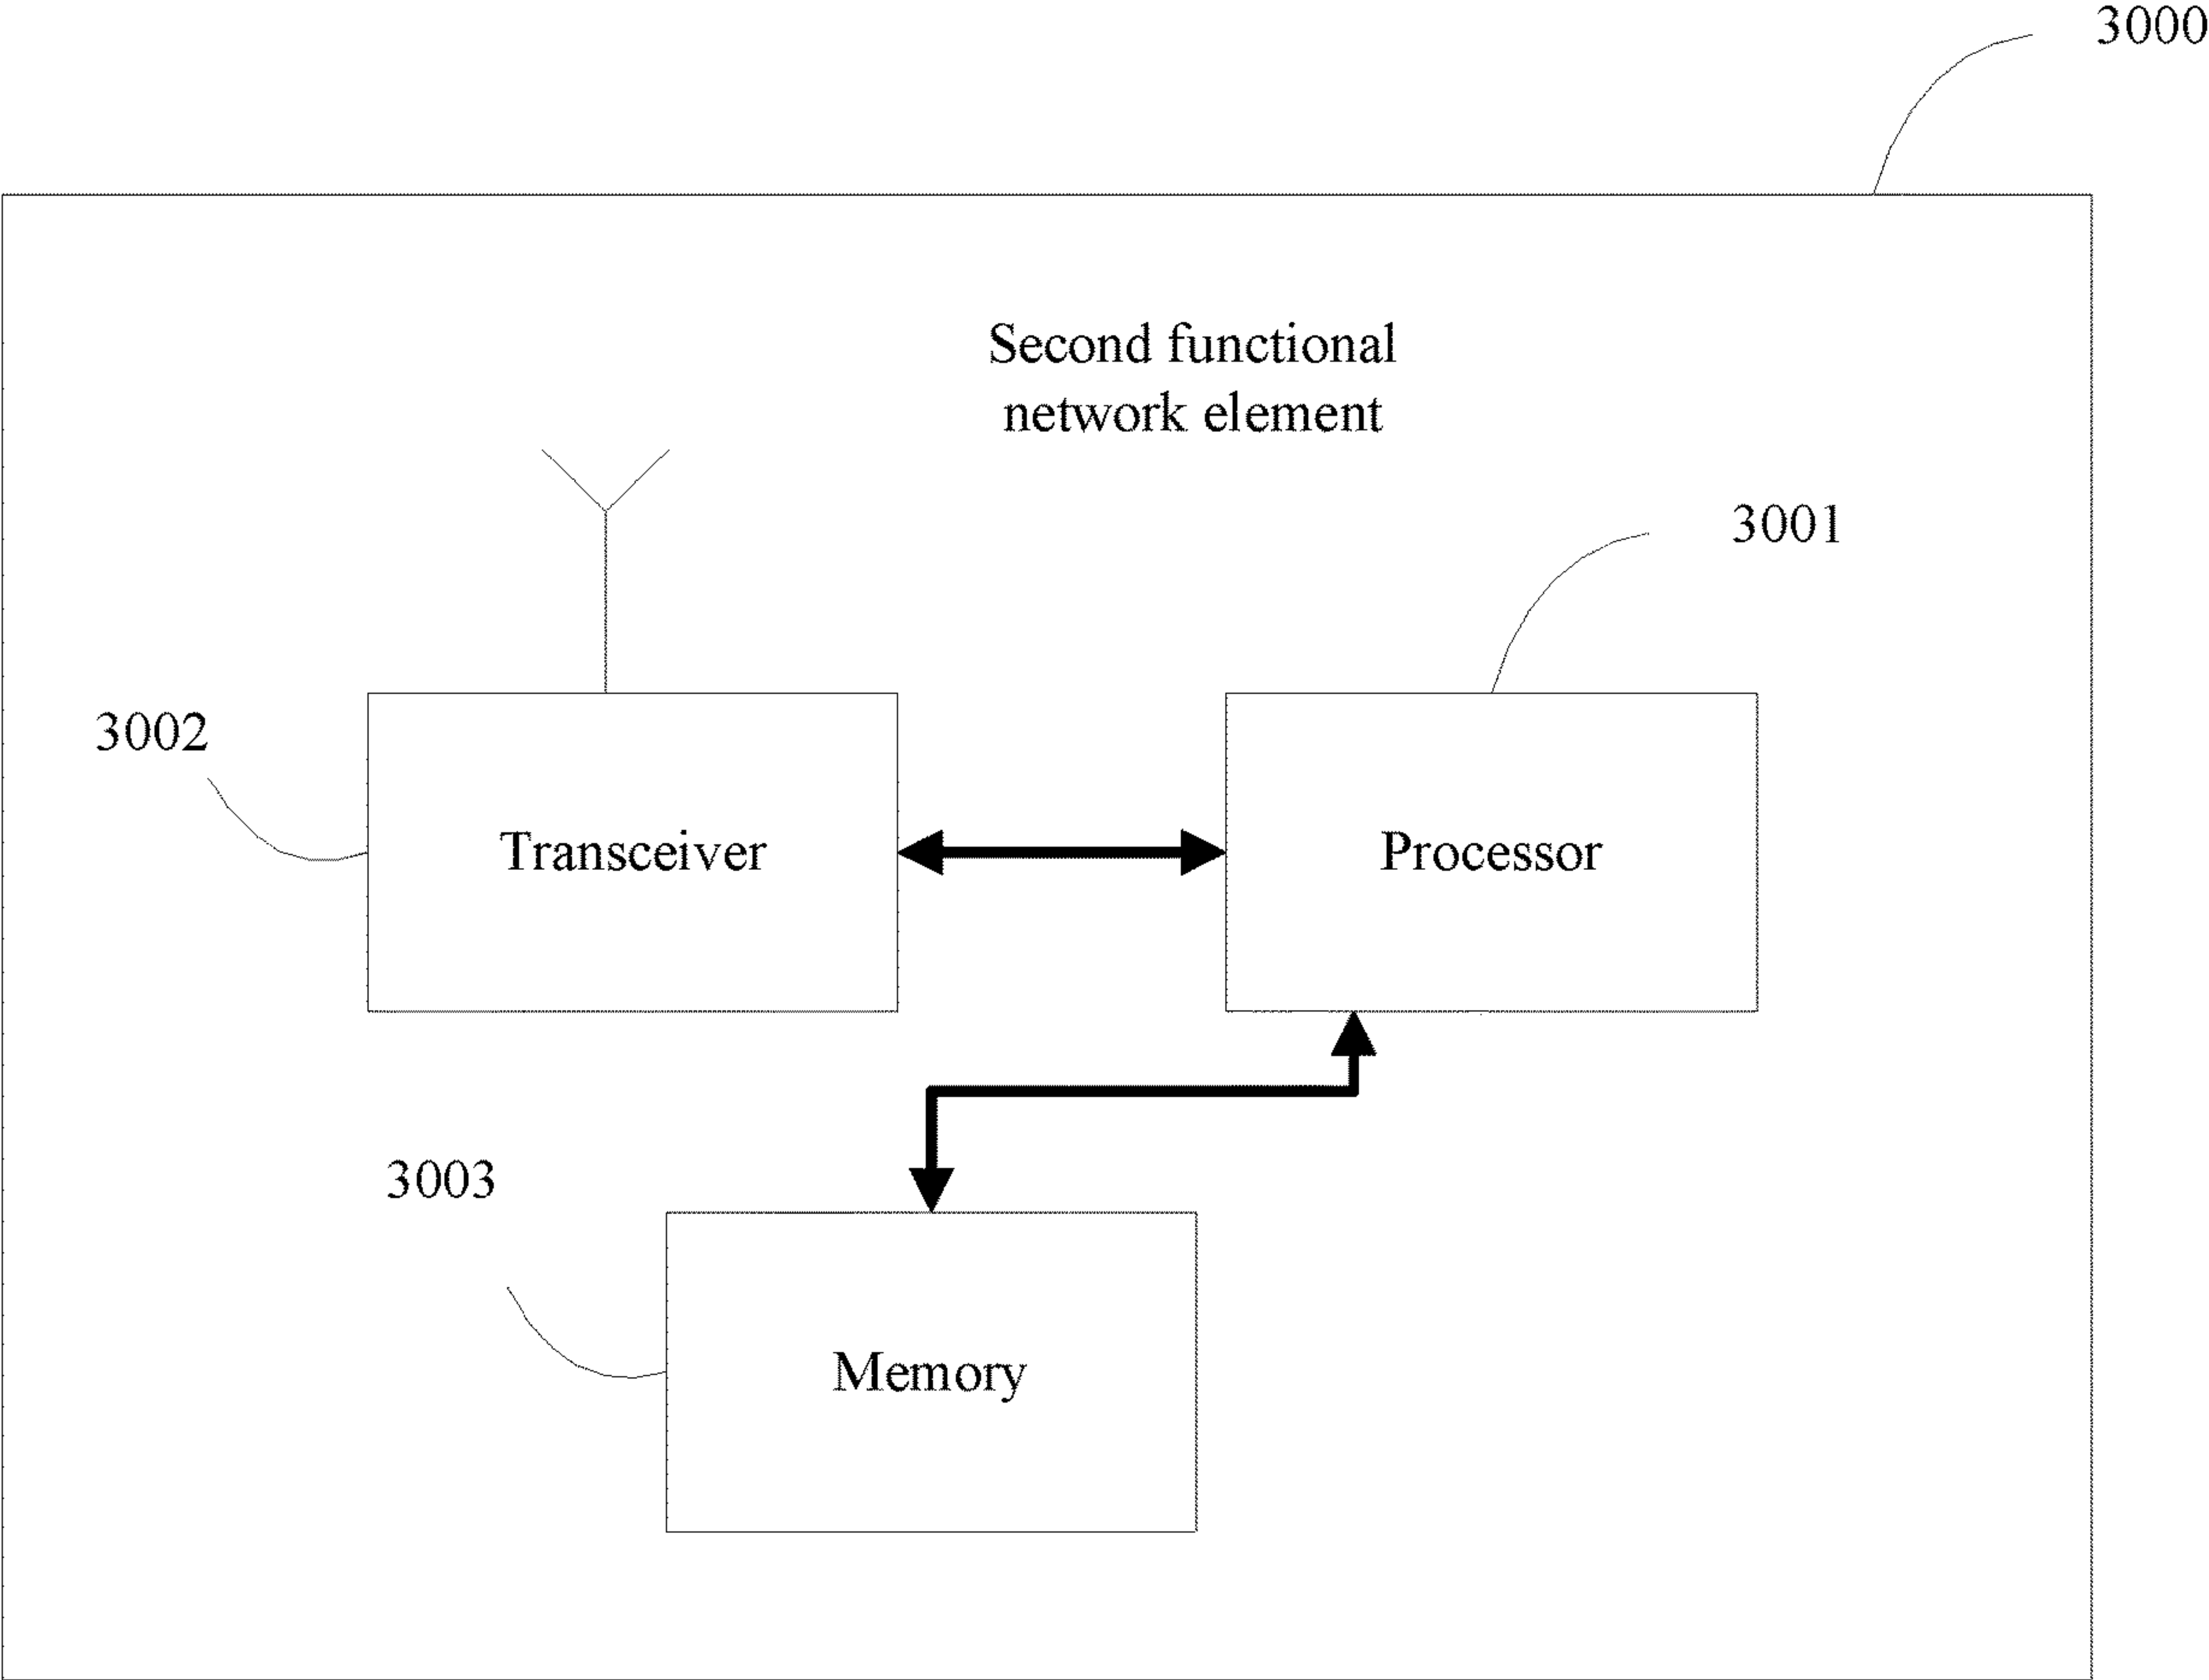 3000
Second functional
network element
3001
3002
Transceiver
Processor
3003
Memory